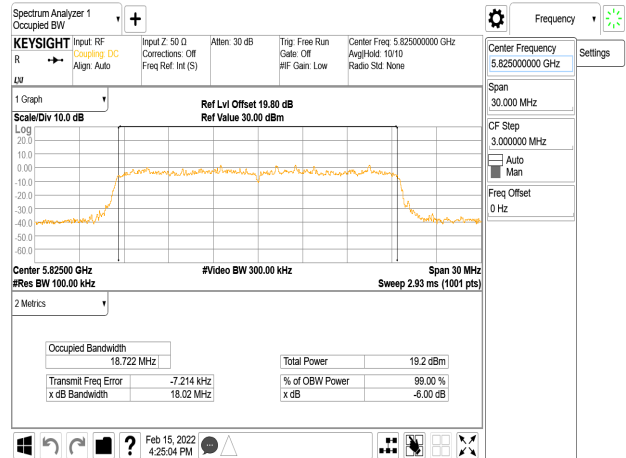 Spectrum Analyzer 1
Occupied BW
Frequency
KEYSIGHT
R
Input: RF
Coupling: DC
Align: Auto
Input Z: 50 Ω
Corrections: Off
Freq Ref: Int (S)
Atten: 30 dB
Trig: Free Run
Gate: Off
#IF Gain: Low
Center Freq: 5.825000000 GHz
Avg|Hold: 10/10
Radio Std: None
Center Frequency
5.825000000 GHz
Settings
Span
30.000 MHz
CF Step
3.000000 MHz
Auto
Man
Freq Offset
0 Hz
1 Graph
Ref Lvl Offset 19.80 dB
Scale/Div 10.0 dB
Ref Value 30.00 dBm
Log
20.0
10.0
0.00
-10.0
-20.0
-30.0
-40.0
-50.0
-60.0
Center 5.82500 GHz
#Video BW 300.00 kHz
Span 30 MHz
#Res BW 100.00 kHz
Sweep 2.93 ms (1001 pts)
2 Metrics
Occupied Bandwidth
18.722 MHz
Total Power 19.2 dBm
Transmit Freq Error -7.214 kHz
% of OBW Power 99.00 %
x dB Bandwidth 18.02 MHz
x dB -6.00 dB
?
Feb 15, 2022
4:25:04 PM